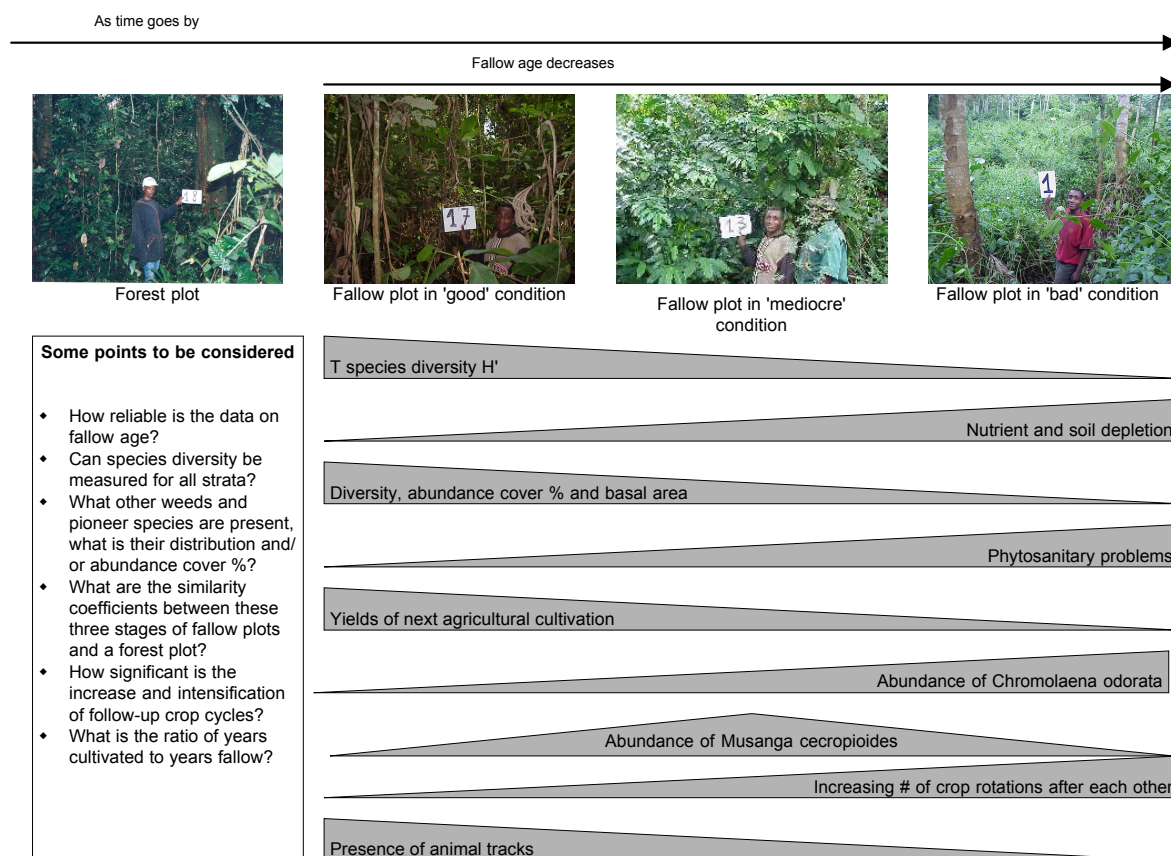 As time goes by
Fallow age decreases
18
17
13
1
Forest plot
Fallow plot in 'good' condition
Fallow plot in 'mediocre'
condition
Fallow plot in 'bad' condition
Some points to be considered
How reliable is the data on
fallow age?
Can species diversity be
measured for all strata?
What other weeds and
pioneer species are present,
what is their distribution and/
or abundance cover %?
What are the similarity
coefficients between these
three stages of fallow plots
and a forest plot?
How significant is the
increase and intensification
of follow-up crop cycles?
What is the ratio of years
cultivated to years fallow?
T species diversity H'
Nutrient and soil depletion
Diversity, abundance cover % and basal area
Phytosanitary problems
Yields of next agricultural cultivation
Abundance of Chromolaena odorata
Abundance of Musanga cecropioides
Increasing # of crop rotations after each other
Presence of animal tracks